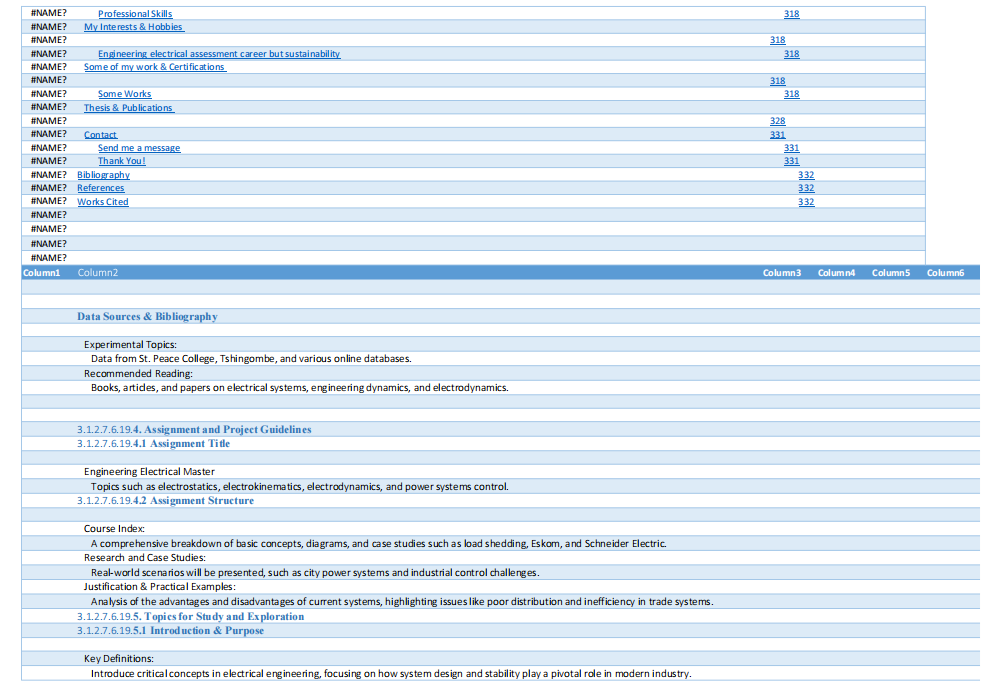 #NAME? Professional Skills 318
#NAME? My Interests & Hobbies
#NAME? 318
#NAME? Engineering electrical assessment career but sustainability 318
#NAME? Some of my work & Certifications
#NAME? 318
#NAME? Some Works 318
#NAME? Thesis & Publications
#NAME? 328
#NAME? Contact 331
#NAME? Send me a message 331
#NAME? Thank You! 331
#NAME? Bibliography 332
#NAME? References 332
#NAME? Works Cited 332
#NAME?
#NAME?
#NAME?
#NAME?
Column1 Column2 Column3 Column4 Column5 Column6
Data Sources & Bibliography
Experimental Topics:
Data from St. Peace College, Tshingombe, and various online databases.
Recommended Reading:
Books, articles, and papers on electrical systems, engineering dynamics, and electrodynamics.
3.1.2.7.6.19.4. Assignment and Project Guidelines
3.1.2.7.6.19.4.1 Assignment Title
Engineering Electrical Master
Topics such as electrostatics, electrokinematics, electrodynamics, and power systems control.
3.1.2.7.6.19.4.2 Assignment Structure
Course Index:
A comprehensive breakdown of basic concepts, diagrams, and case studies such as load shedding, Eskom, and Schneider Electric.
Research and Case Studies:
Real-world scenarios will be presented, such as city power systems and industrial control challenges.
Justification & Practical Examples:
Analysis of the advantages and disadvantages of current systems, highlighting issues like poor distribution and inefficiency in trade systems.
3.1.2.7.6.19.5. Topics for Study and Exploration
3.1.2.7.6.19.5.1 Introduction & Purpose
Key Definitions:
Introduce critical concepts in electrical engineering, focusing on how system design and stability play a pivotal role in modern industry.